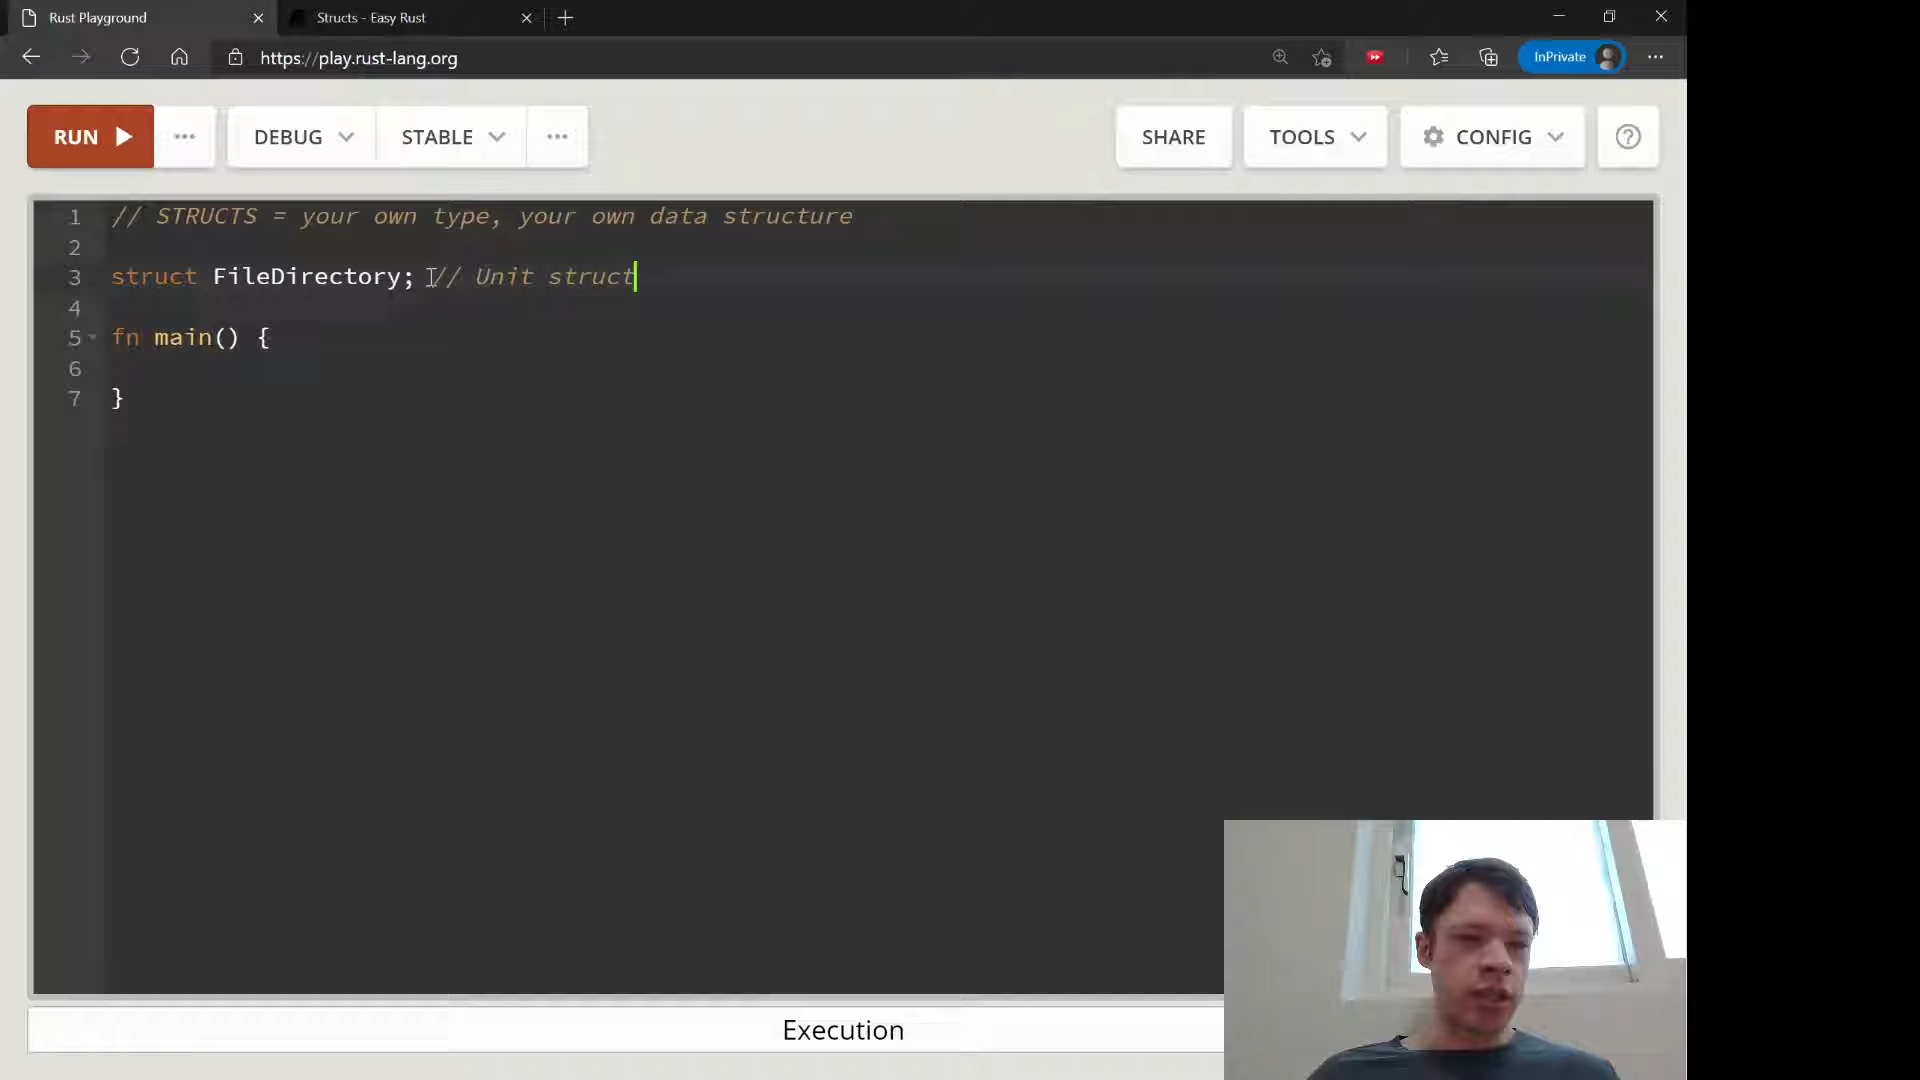 Rust Playground
Structs - Easy Rust
https://play.rust-lang.org
InPrivate
RUN
DEBUG
STABLE
SHARE
TOOLS
CONFIG
1 // STRUCTS = your own type, your own data structure
2
3 struct FileDirectory; // Unit struct
4
5 fn main() {
6
7 }
Execution